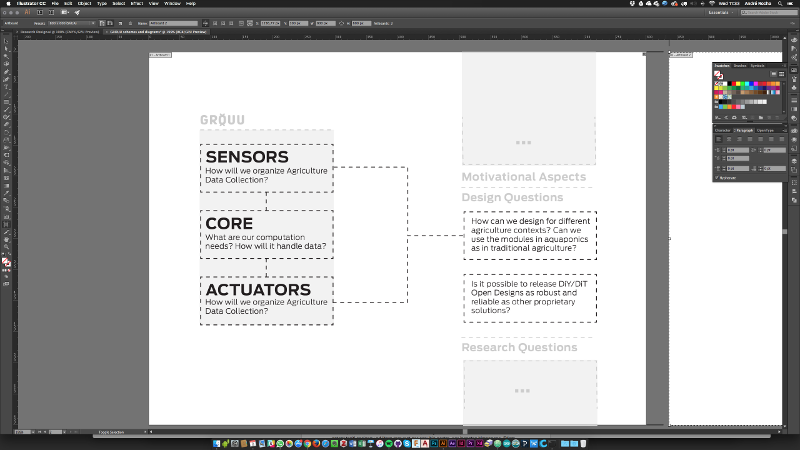 Illustrator CC File Edit Object Type Select Effect View Window Help
GRÖUU
SENSORS
How will we organize Agriculture
Data Collection?
CORE
What are our computation
needs? How will it handle data?
ACTUATORS
How will we organize Agriculture
Data Collection?
Motivational Aspects
Design Questions
How can we design for different
agriculture contexts? Can we
use the modules in aquaponics
as in traditional agriculture?
Is it possible to release DiY/DiT
Open Designs as robust and
reliable as other proprietary
solutions?
Research Questions
Swatches Brushes Symbols
Character Paragraph OpenType
Toggle Selection